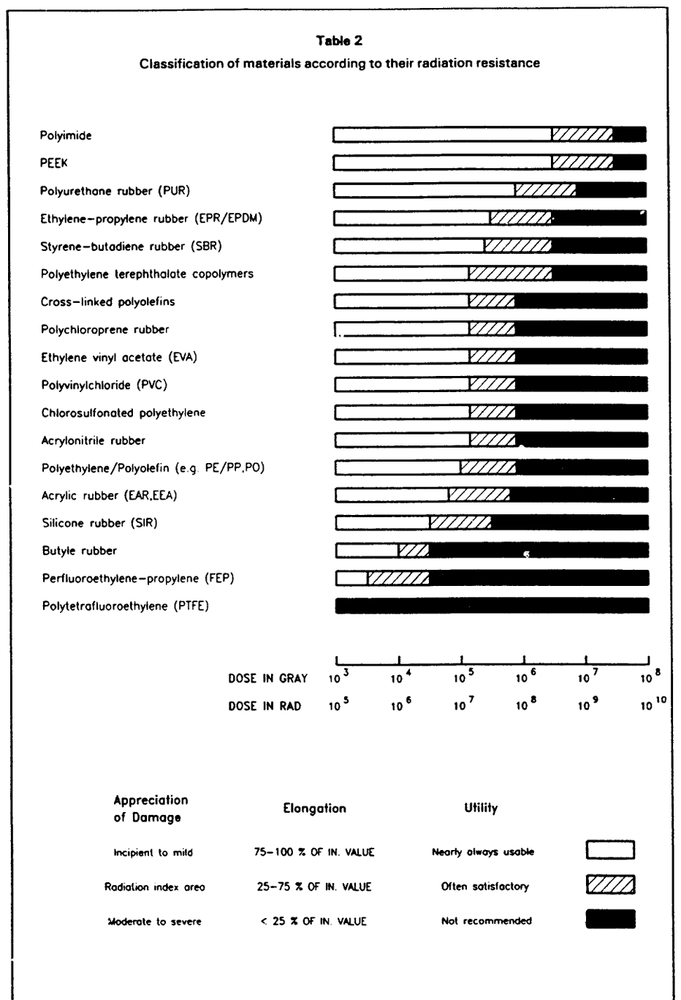 Table 2
Classification of materials according to their radiation resistance
Polyimide
PEEK
Polyurethane rubber (PUR)
Ethylene-propylene rubber (EPR/EPDM)
Styrene-butadiene rubber (SBR)
Polyethylene terephthalate copolymers
Cross-linked polyolefins
Polychloroprene rubber
Ethylene vinyl acetate (EVA)
Polyvinylchloride (PVC)
Chlorosulfonated polyethylene
Acrylonitrile rubber
Polyethylene/Polyolefin (e.g. PE/PP,PO)
Acrylic rubber (EAR,EEA)
Silicone rubber (SIR)
Butyle rubber
Perfluoroethylene-propylene (FEP)
Polytetrafluoroethylene (PTFE)
DOSE IN GRAY 10³ 10⁴ 10⁵ 10⁶ 10⁷ 10⁸
DOSE IN RAD 10⁵ 10⁶ 10⁷ 10⁸ 10⁹ 10¹⁰
Appreciation
of Damage Elongation Utility
Incipient to mild 75-100 % OF IN. VALUE Nearly always usable
Radiation index area 25-75 % OF IN. VALUE Often satisfactory
Moderate to severe < 25 % OF IN. VALUE Not recommended